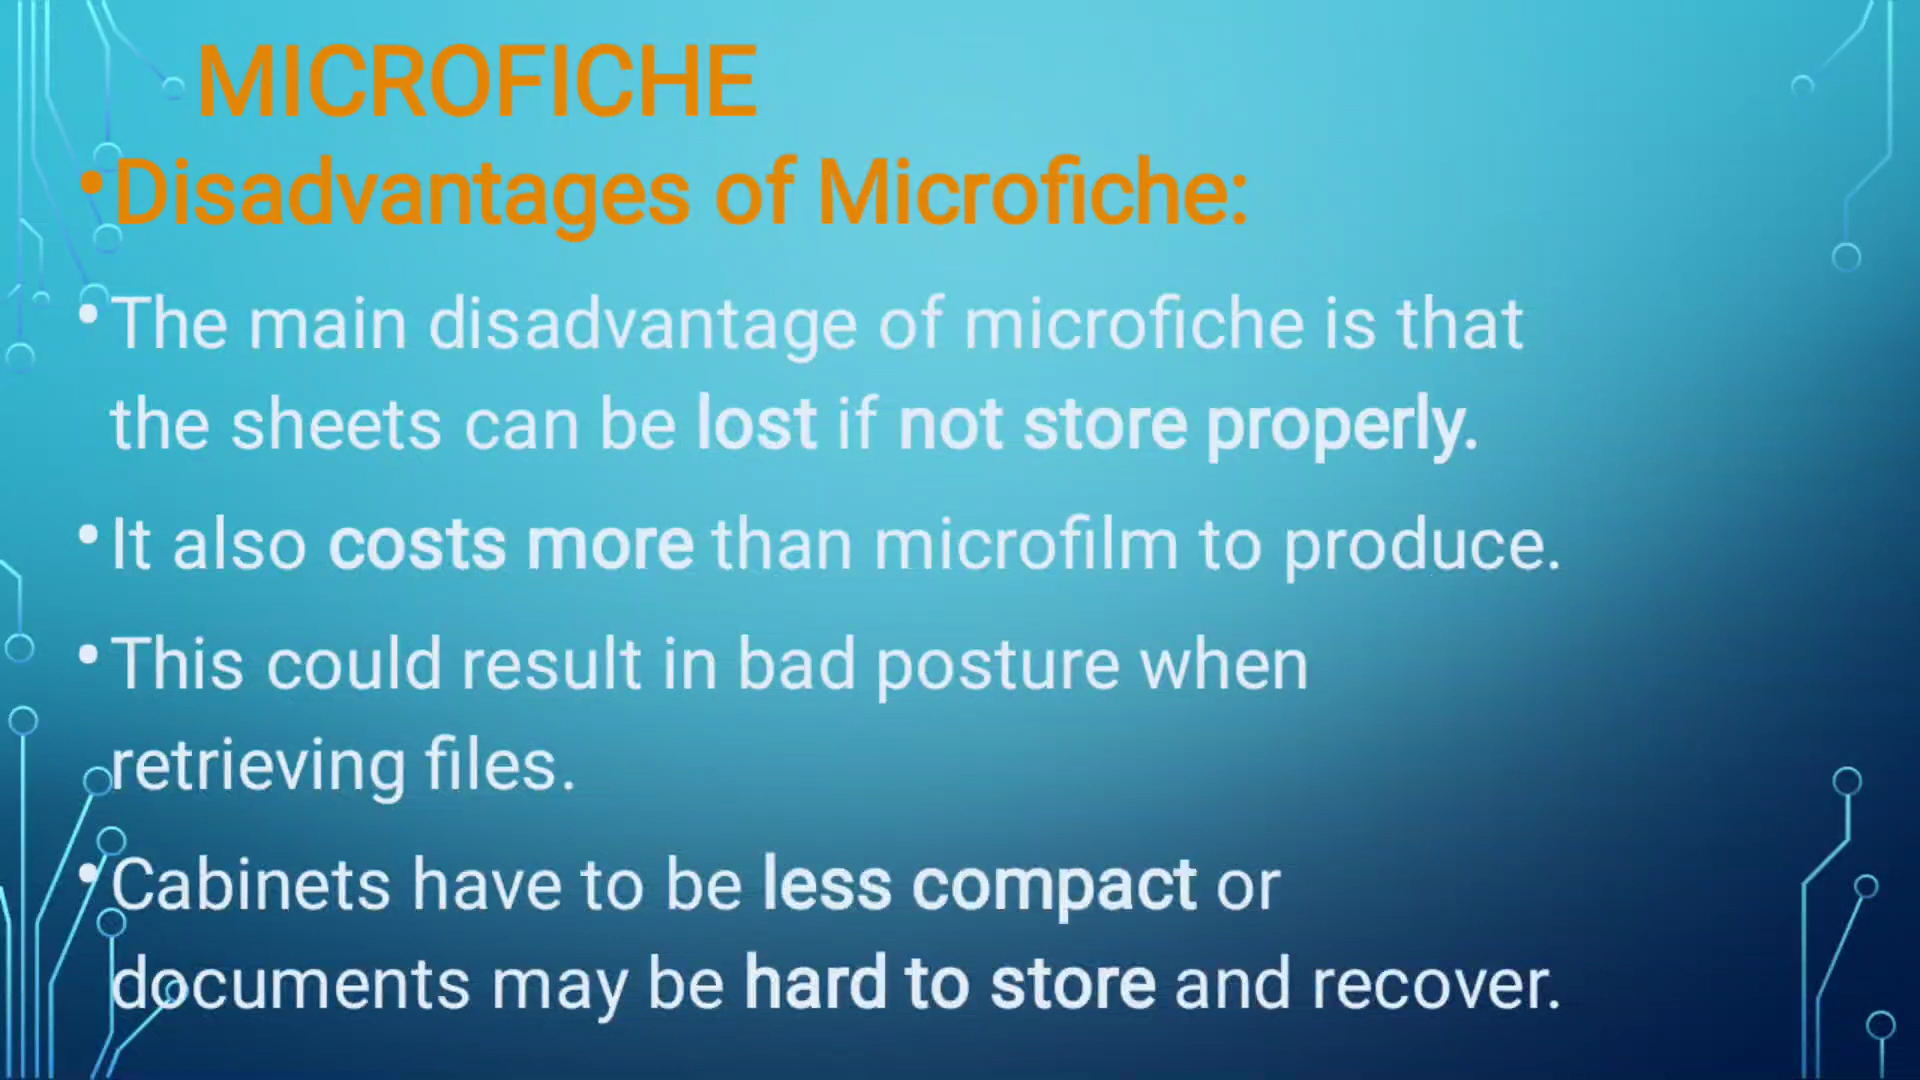 MICROFICHE
•Disadvantages of Microfiche:
•The main disadvantage of microfiche is that
the sheets can be lost if not store properly.
•It also costs more than microfilm to produce.
•This could result in bad posture when
retrieving files.
•Cabinets have to be less compact or
documents may be hard to store and recover.